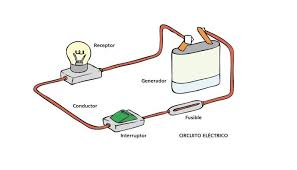 Receptor
Generador
Conductor
Fusible
Interruptor
CIRCUITO ELÉCTRICO